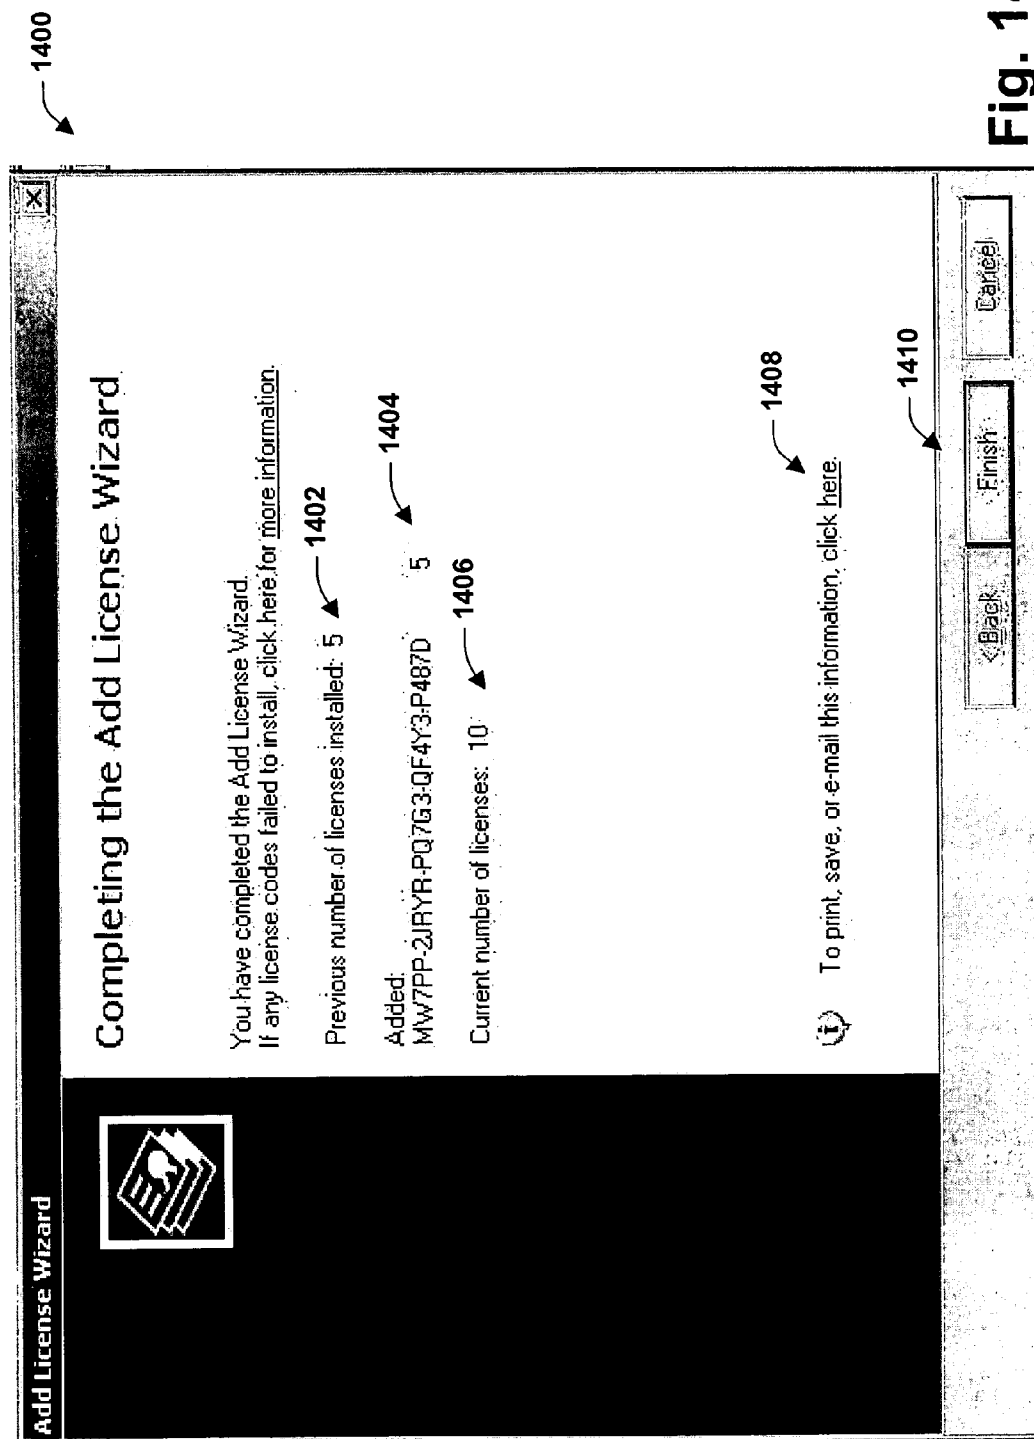 1400
Add License Wizard
Completing the Add License Wizard
You have completed the Add License Wizard.
If any license codes failed to install, click here for more information.
Previous number of licenses installed: 5
1402
Added:
MW7PP-2JRYR-PQ7G3-QF4Y3-P487D 5
1404
Current number of licenses: 10
1406
To print, save, or e-mail this information, click here.
1408
1410
< Back
Finish
Cancel
Fig.